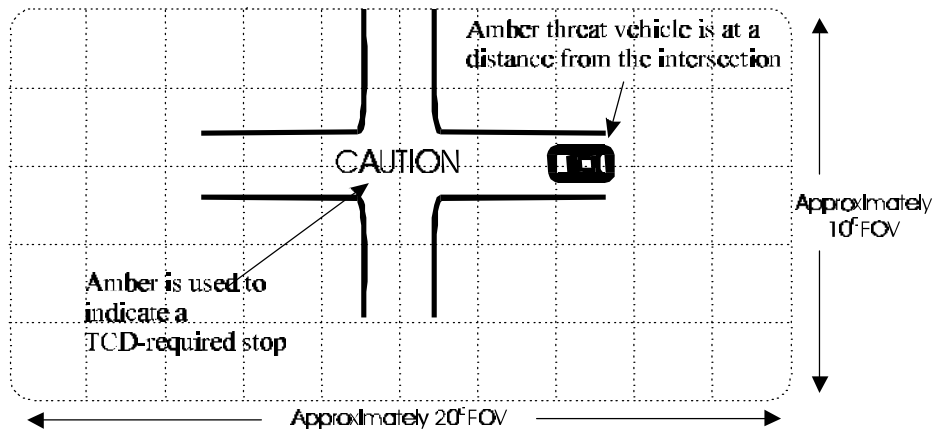 Amber threat vehicle is at a
distance from the intersection
CAUTION
Approximately
10° FOV
Amber is used to
indicate a
TCD-required stop
Approximately 20° FOV